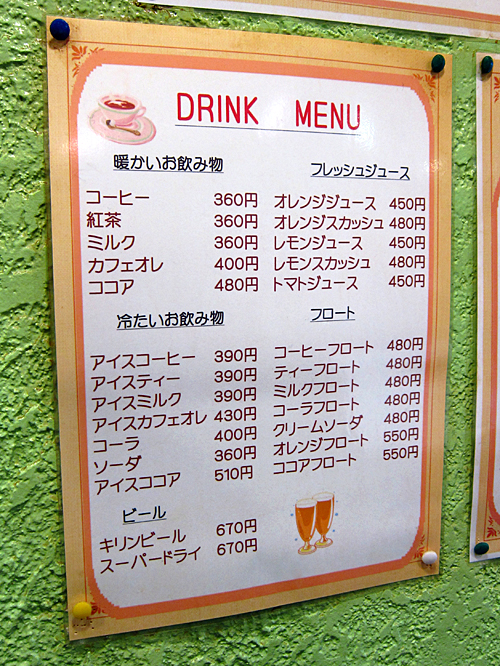 DRINK MENU
暖かいお飲み物
コーヒー 360円
紅茶 360円
ミルク 360円
カフェオレ 400円
ココア 480円
冷たいお飲み物
アイスコーヒー 390円
アイスティー 390円
アイスミルク 390円
アイスカフェオレ 430円
コーラ 400円
ソーダ 360円
アイスココア 510円
ビール
キリンビール 670円
スーパードライ 670円
フレッシュジュース
オレンジジュース 450円
オレンジスカッシュ 480円
レモンジュース 450円
レモンスカッシュ 480円
トマトジュース 450円
フロート
コーヒーフロート 480円
ティーフロート 480円
ミルクフロート 480円
コーラフロート 480円
クリームソーダ 480円
オレンジフロート 550円
ココアフロート 550円